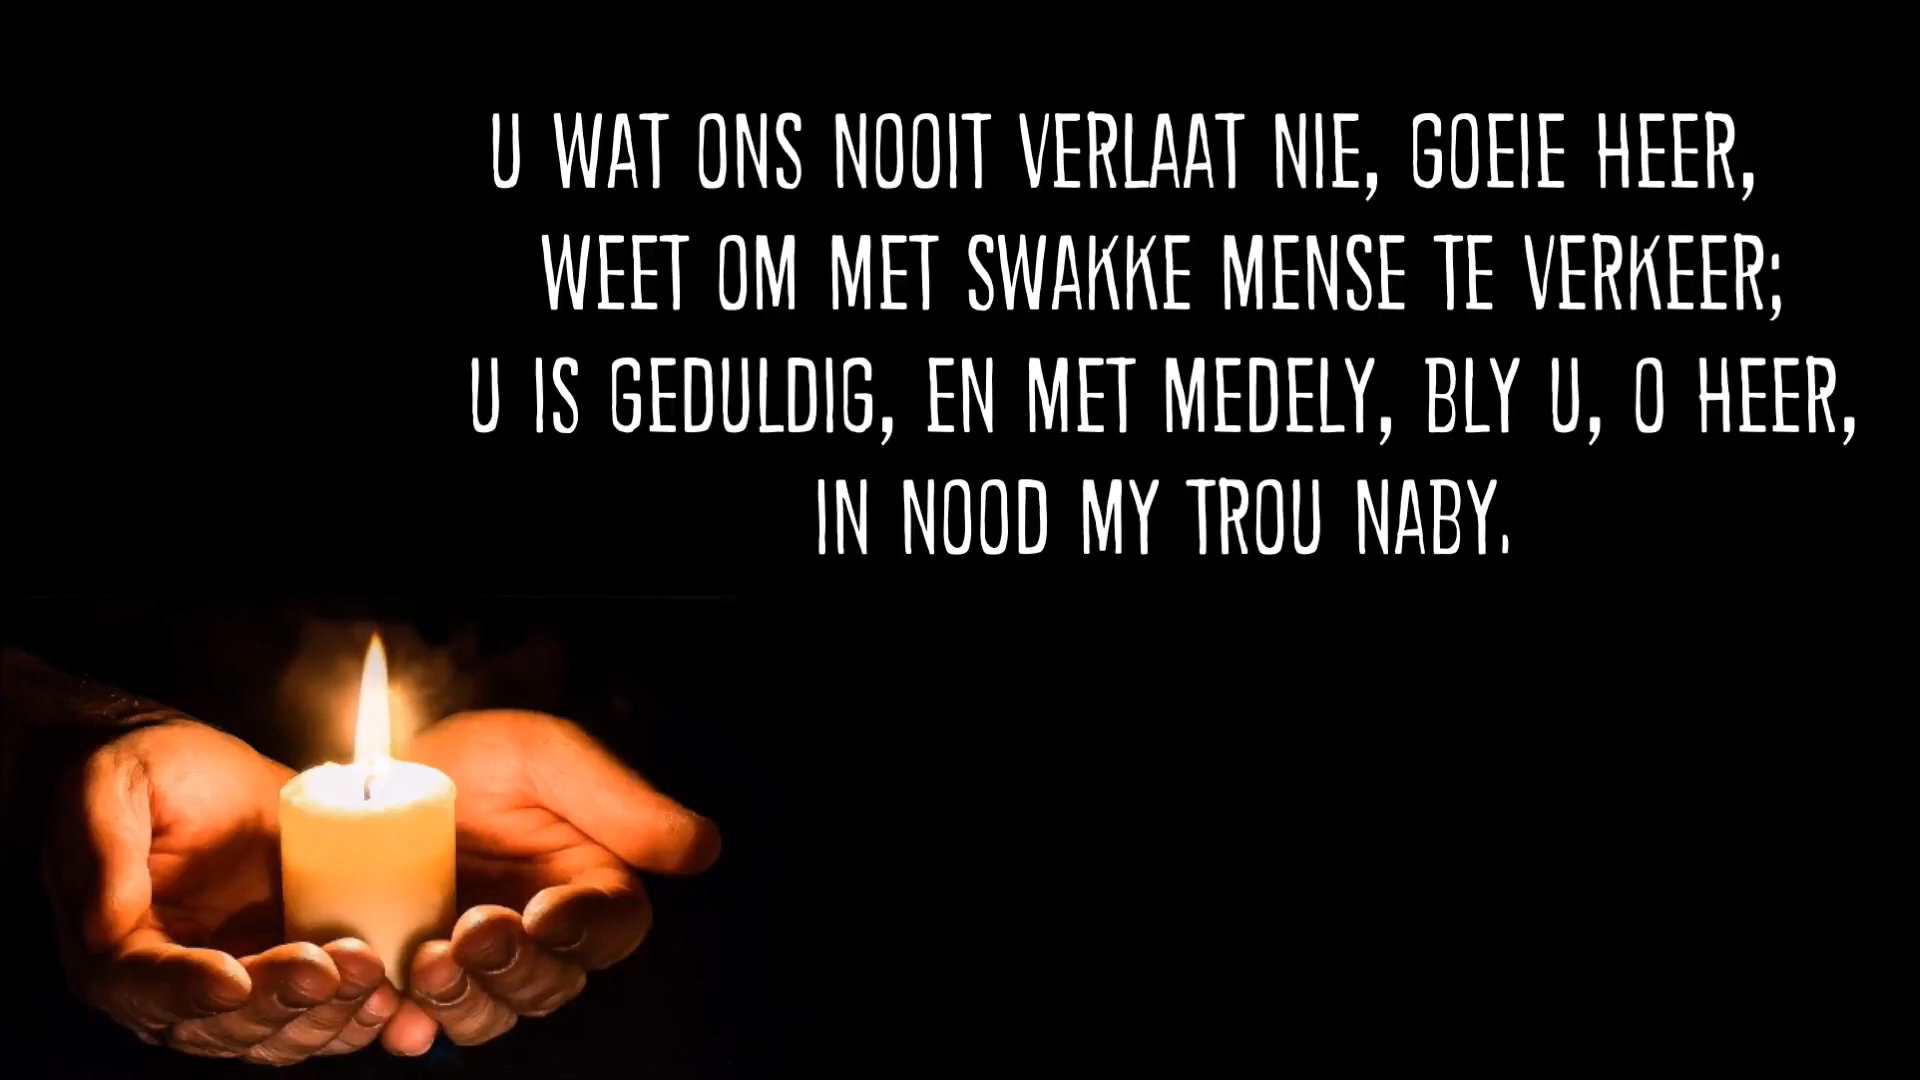 U WAT ONS NOOIT VERLAAT NIE, GOEIE HEER,
WEET OM MET SWAKKE MENSE TE VERKEER;
U IS GEDULDIG, EN MET MEDELY, BLY U, O HEER,
IN NOOD MY TROU NABY.